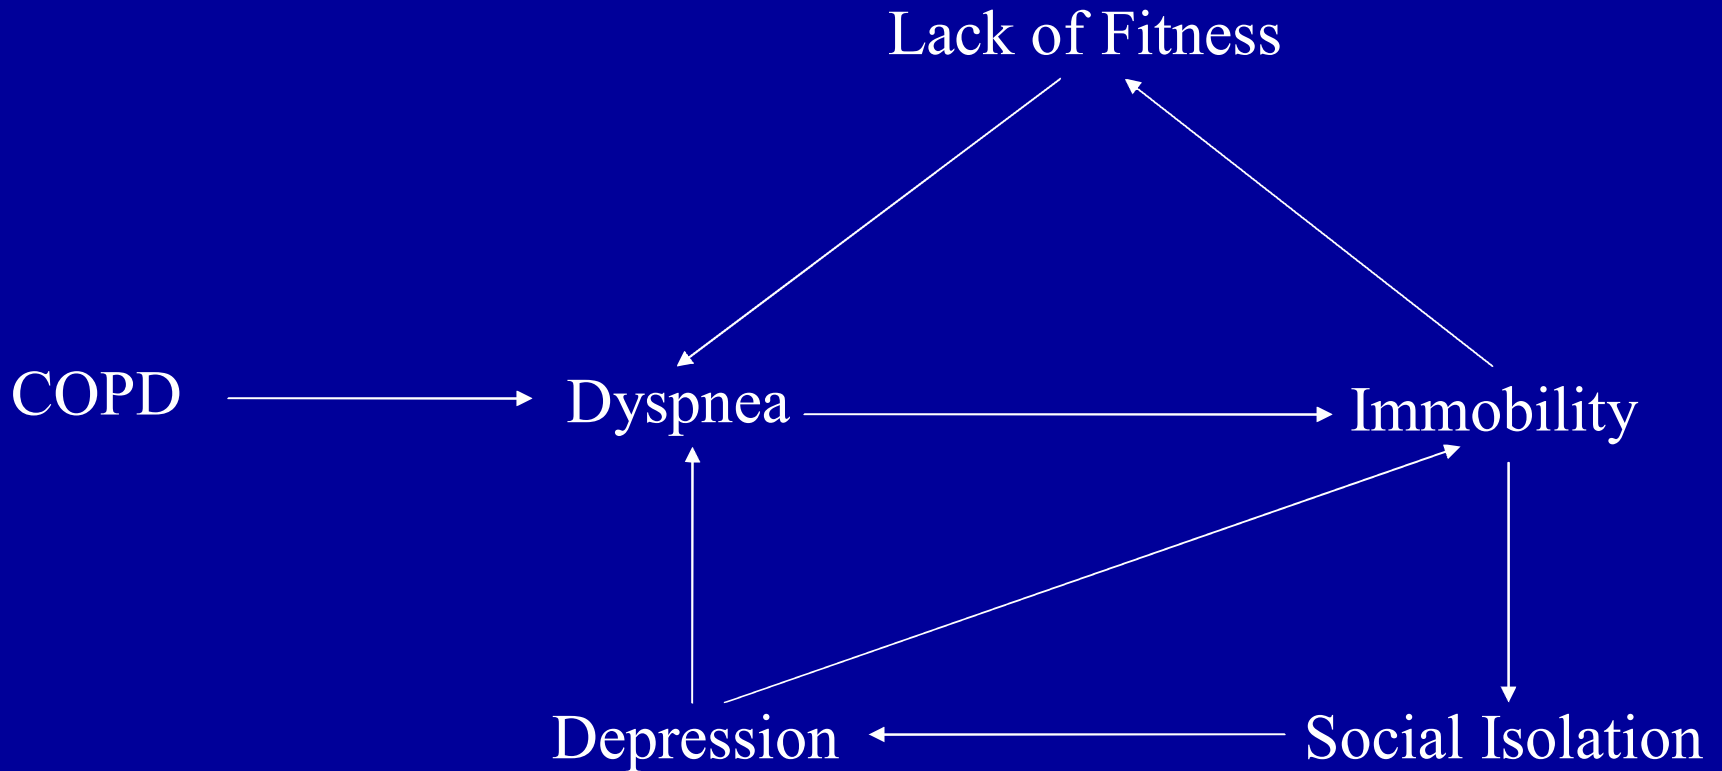 Lack of Fitness
COPD
Dyspnea
Immobility
Depression
Social Isolation